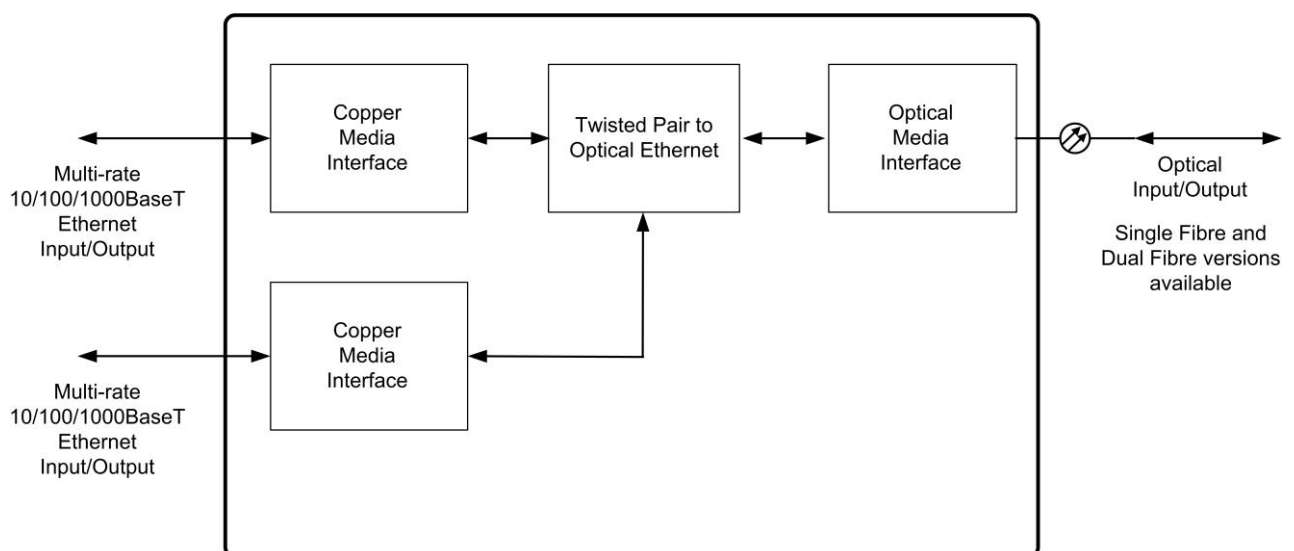 Copper
Media
Interface
Twisted Pair to
Optical Ethernet
Optical
Media
Interface
Multi-rate
10/100/1000BaseT
Ethernet
Input/Output
Optical
Input/Output
Single Fibre and
Dual Fibre versions
available
Copper
Media
Interface
Multi-rate
10/100/1000BaseT
Ethernet
Input/Output